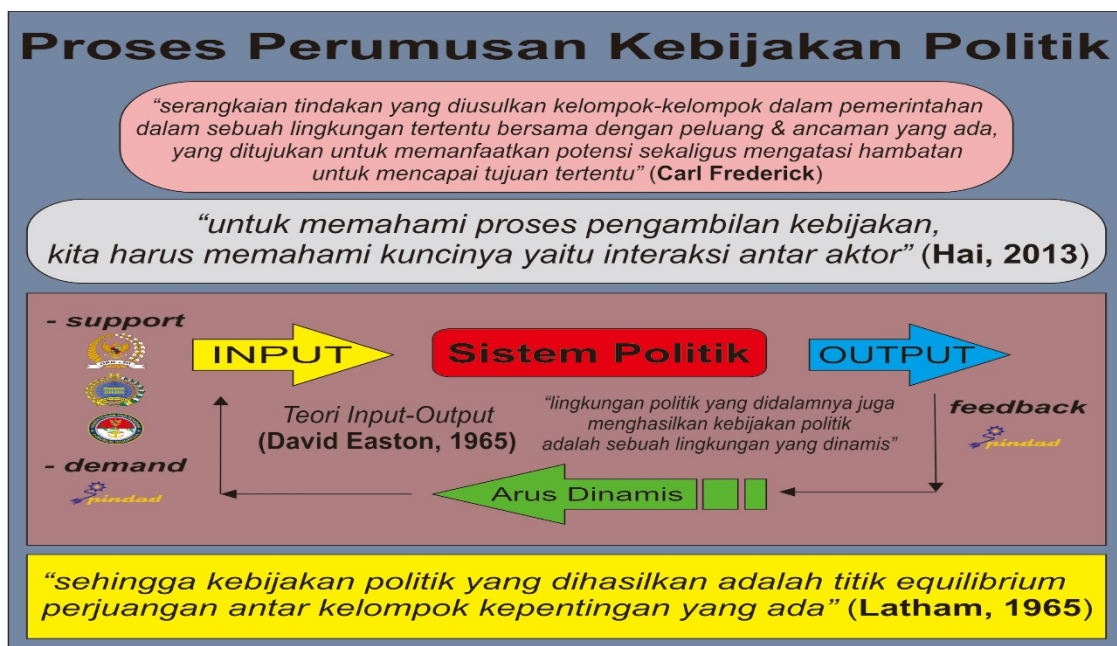 Proses Perumusan Kebijakan Politik
“serangkaian tindakan yang diusulkan kelompok-kelompok dalam pemerintahan
dalam sebuah lingkungan tertentu bersama dengan peluang & ancaman yang ada,
yang ditujukan untuk memanfaatkan potensi sekaligus mengatasi hambatan
untuk mencapai tujuan tertentu” (Carl Frederick)
“untuk memahami proses pengambilan kebijakan,
kita harus memahami kuncinya yaitu interaksi antar aktor” (Hai, 2013)
- support
INPUT
Sistem Politik
OUTPUT
Teori Input-Output
(David Easton, 1965)
“lingkungan politik yang didalamnya juga
menghasilkan kebijakan politik
adalah sebuah lingkungan yang dinamis”
feedback
pindad
- demand
pindad
Arus Dinamis
“sehingga kebijakan politik yang dihasilkan adalah titik equilibrium
perjuangan antar kelompok kepentingan yang ada” (Latham, 1965)